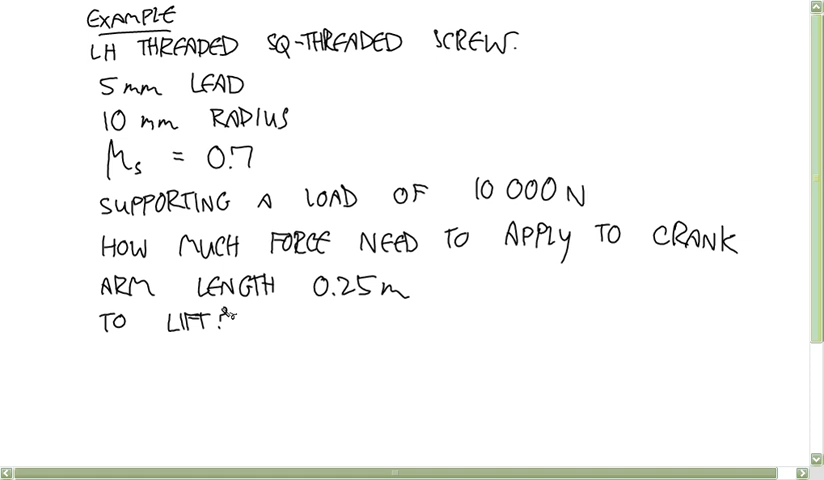 EXAMPLE
LH THREADED SQ-THREADED SCREW.
5mm LEAD
10 mm RADIUS
μs = 0.7
SUPPORTING A LOAD OF 10 000 N
HOW MUCH FORCE NEED TO APPLY TO CRANK
ARM LENGTH 0.25m
TO LIFT?